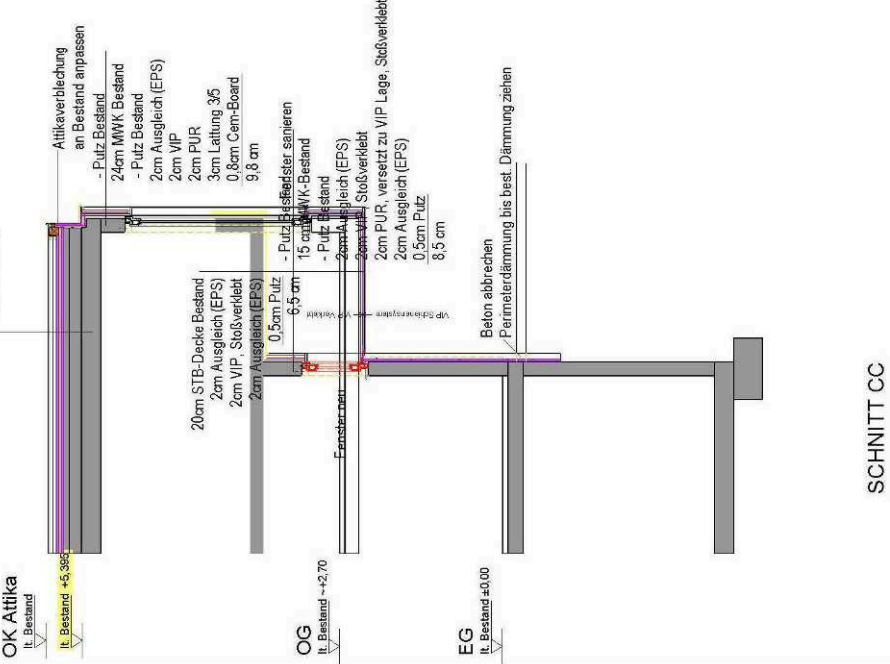 Attikaverblechung
an Bestand anpassen
- Putz Bestand
24cm MWK Bestand
- Putz Bestand
2cm Ausgleich (EPS)
2cm VIP
2cm PUR
3cm Lattung 3/5
0,8cm Cem-Board
9,8 cm
Fenster sanieren
- Putz Bestand
15 cm MWK-Bestand
- Putz Bestand
2cm Ausgleich (EPS)
2cm VIP, Stoßverklebt
2cm PUR, versetzt zu VIP Lage, Stoßverklebt
2cm Ausgleich (EPS)
0,5cm Putz
8,5 cm
20cm STB-Decke Bestand
2cm Ausgleich (EPS)
2cm VIP, Stoßverklebt
2cm Ausgleich (EPS)
0,5cm Putz
6,5 cm
VIP Schienensystem
VIP Verklebt
Fenster neu
Beton abbrechen
Perimeterdämmung bis best. Dämmung ziehen
OK Attika
lt. Bestand
lt. Bestand +5,395
OG
lt. Bestand ~+2,70
EG
lt. Bestand ±0,00
SCHNITT CC